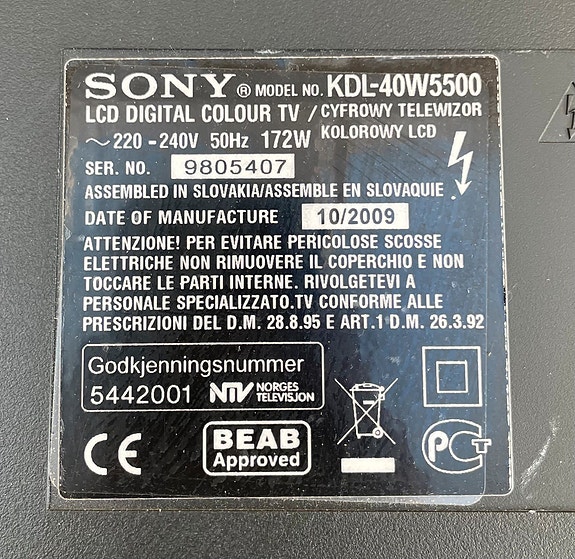 SONY ® MODEL NO. KDL-40W5500
LCD DIGITAL COLOUR TV / CYFROWY TELEWIZOR
KOLOROWY LCD
~220 -240V 50Hz 172W
SER. NO. 9805407
ASSEMBLED IN SLOVAKIA/ASSEMBLE EN SLOVAQUIE
DATE OF MANUFACTURE 10/2009
ATTENZIONE! PER EVITARE PERICOLOSE SCOSSE
ELETTRICHE NON RIMUOVERE IL COPERCHIO E NON
TOCCARE LE PARTI INTERNE. RIVOLGETEVI A
PERSONALE SPECIALIZZATO.TV CONFORME ALLE
PRESCRIZIONI DEL D.M. 28.8.95 E ART.1 D.M. 26.3.92
Godkjenningsnummer
5442001 NTV NORGES
TELEVISJON
CE
BEAB
Approved
PCT